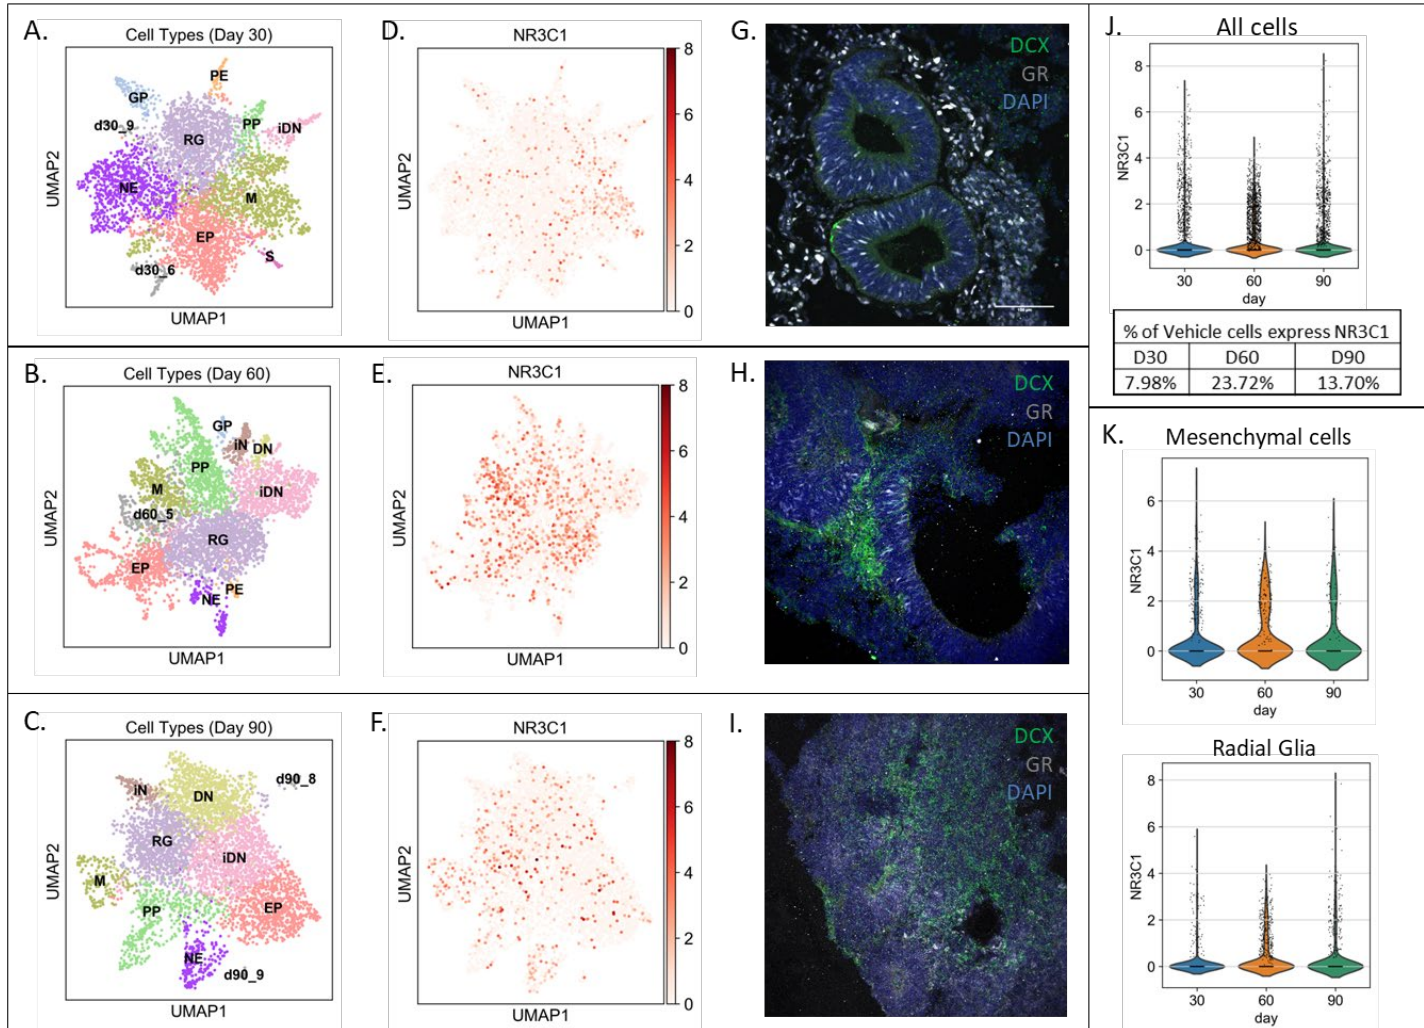 A.
Cell Types (Day 30)
PE
GP
d30_9
PP
iDN
RG
NE
M
EP
S
d30_6
UMAP2
UMAP1
D.
NR3C1
8
6
4
2
0
UMAP2
UMAP1
G.
DCX
GR
DAPI
B.
Cell Types (Day 60)
GP
iN
DN
PP
M
iDN
d60_5
RG
EP
PE
NE
UMAP2
UMAP1
E.
NR3C1
8
6
4
2
0
UMAP2
UMAP1
H.
DCX
GR
DAPI
C.
Cell Types (Day 90)
d90_8
iN
DN
RG
iDN
M
PP
EP
NE
d90_9
UMAP2
UMAP1
F.
NR3C1
8
6
4
2
0
UMAP2
UMAP1
I.
DCX
GR
DAPI
J.
All cells
8
6
4
2
0
NR3C1
30 60 90
day
% of Vehicle cells express NR3C1
D30 D60 D90
7.98% 23.72% 13.70%
K.
Mesenchymal cells
6
4
2
0
NR3C1
30 60 90
day
Radial Glia
8
6
4
2
0
NR3C1
30 60 90
day